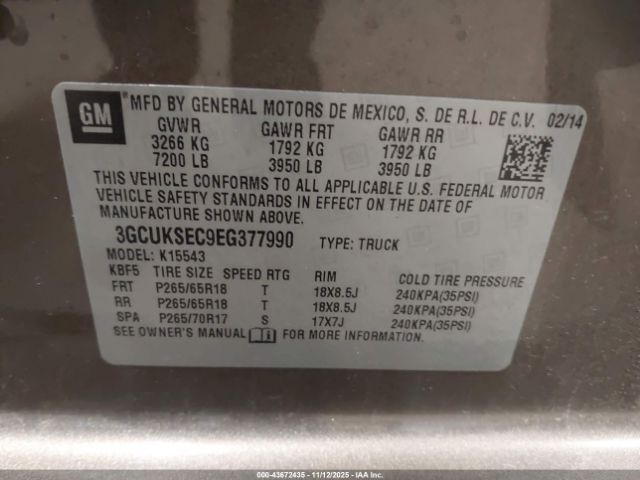 GM
MFD BY GENERAL MOTORS DE MEXICO, S. DE R.L. DE C.V. 02/14
GVWR GAWR FRT GAWR RR
3266 KG 1792 KG 1792 KG
7200 LB 3950 LB 3950 LB
THIS VEHICLE CONFORMS TO ALL APPLICABLE U.S. FEDERAL MOTOR
VEHICLE SAFETY STANDARDS IN EFFECT ON THE DATE OF
MANUFACTURE SHOWN ABOVE.
3GCUKSEC9EG377990 TYPE: TRUCK
MODEL: K15543
KBF5 TIRE SIZE SPEED RTG RIM COLD TIRE PRESSURE
FRT P265/65R18 T 18X8.5J 240KPA(35PSI)
RR P265/65R18 T 18X8.5J 240KPA(35PSI)
SPA P265/70R17 S 17X7J 240KPA(35PSI)
SEE OWNER'S MANUAL FOR MORE INFORMATION.
000-43672435 - 11/12/2025 - IAA, Inc.